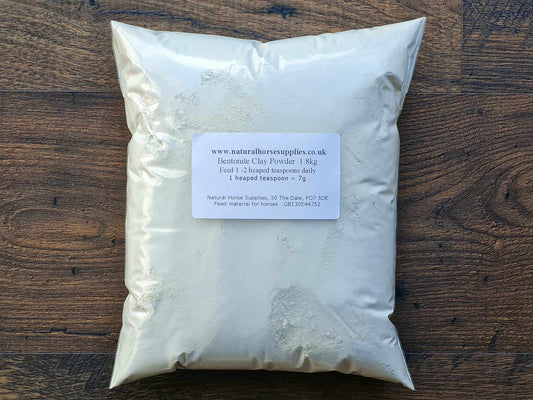 www.naturalhorsesupplies.co.uk
Bentonite Clay Powder 1.8kg
Feed 1 -2 heaped teaspoons daily
1 heaped teaspoon = 7g
Natural Horse Supplies, 30 The Dale, PO7 5DE
Feed material for horses GB130E44752